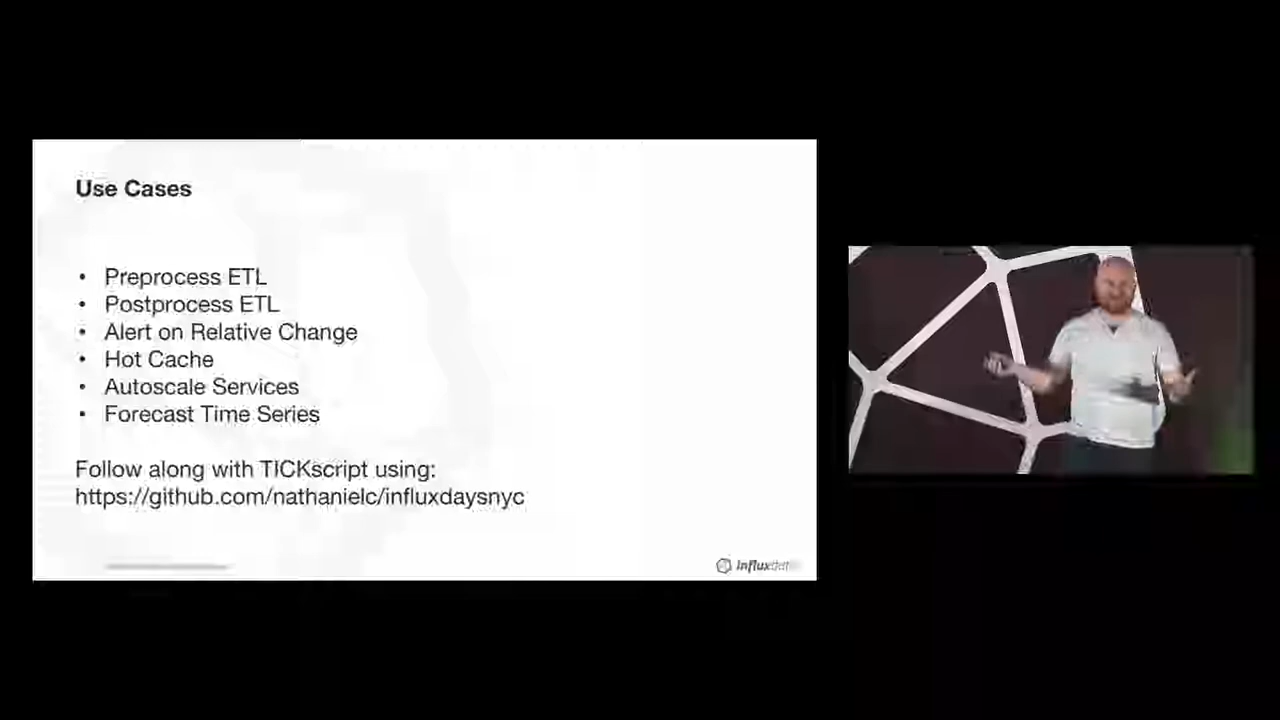 Use Cases
• Preprocess ETL
• Postprocess ETL
• Alert on Relative Change
• Hot Cache
• Autoscale Services
• Forecast Time Series
Follow along with TICKscript using:
https://github.com/nathanielc/influxdaysnyc
influxdata